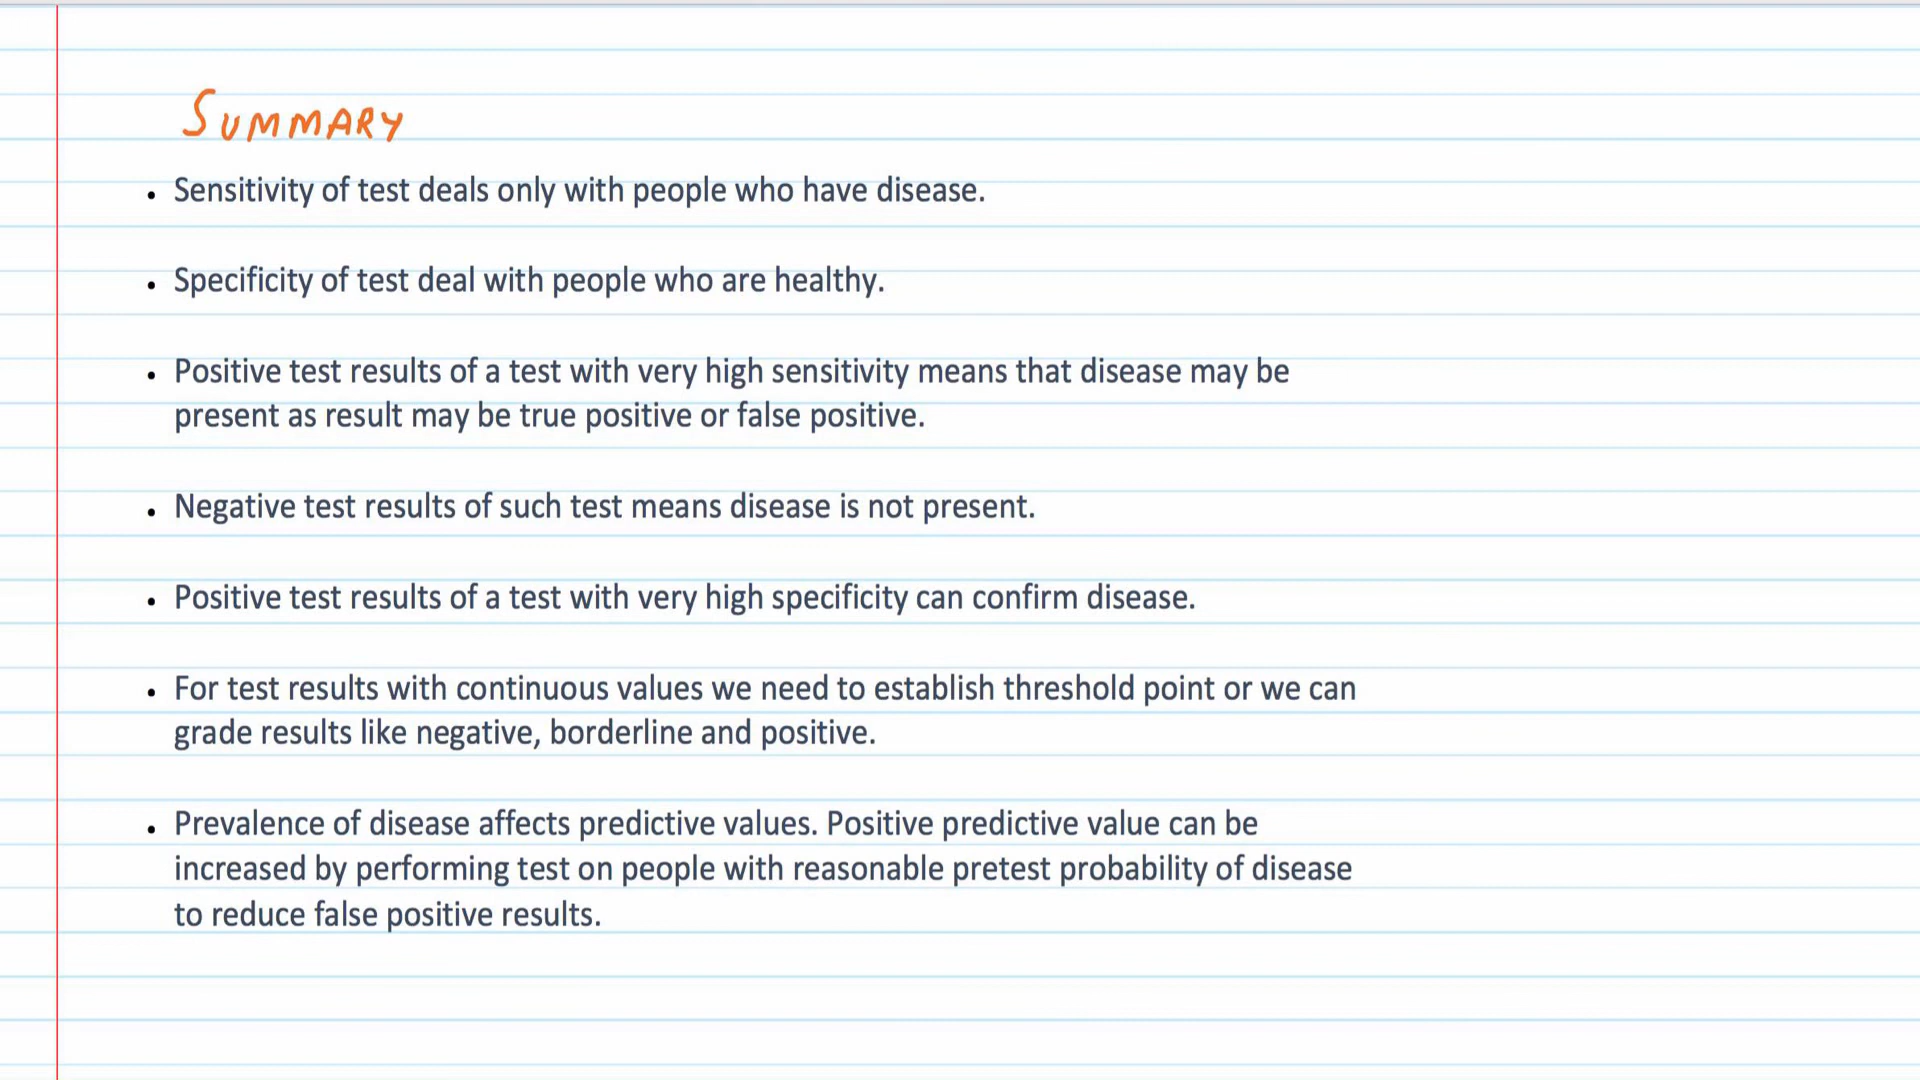 SUMMARY
• Sensitivity of test deals only with people who have disease.
• Specificity of test deal with people who are healthy.
• Positive test results of a test with very high sensitivity means that disease may be
present as result may be true positive or false positive.
• Negative test results of such test means disease is not present.
• Positive test results of a test with very high specificity can confirm disease.
• For test results with continuous values we need to establish threshold point or we can
grade results like negative, borderline and positive.
• Prevalence of disease affects predictive values. Positive predictive value can be
increased by performing test on people with reasonable pretest probability of disease
to reduce false positive results.